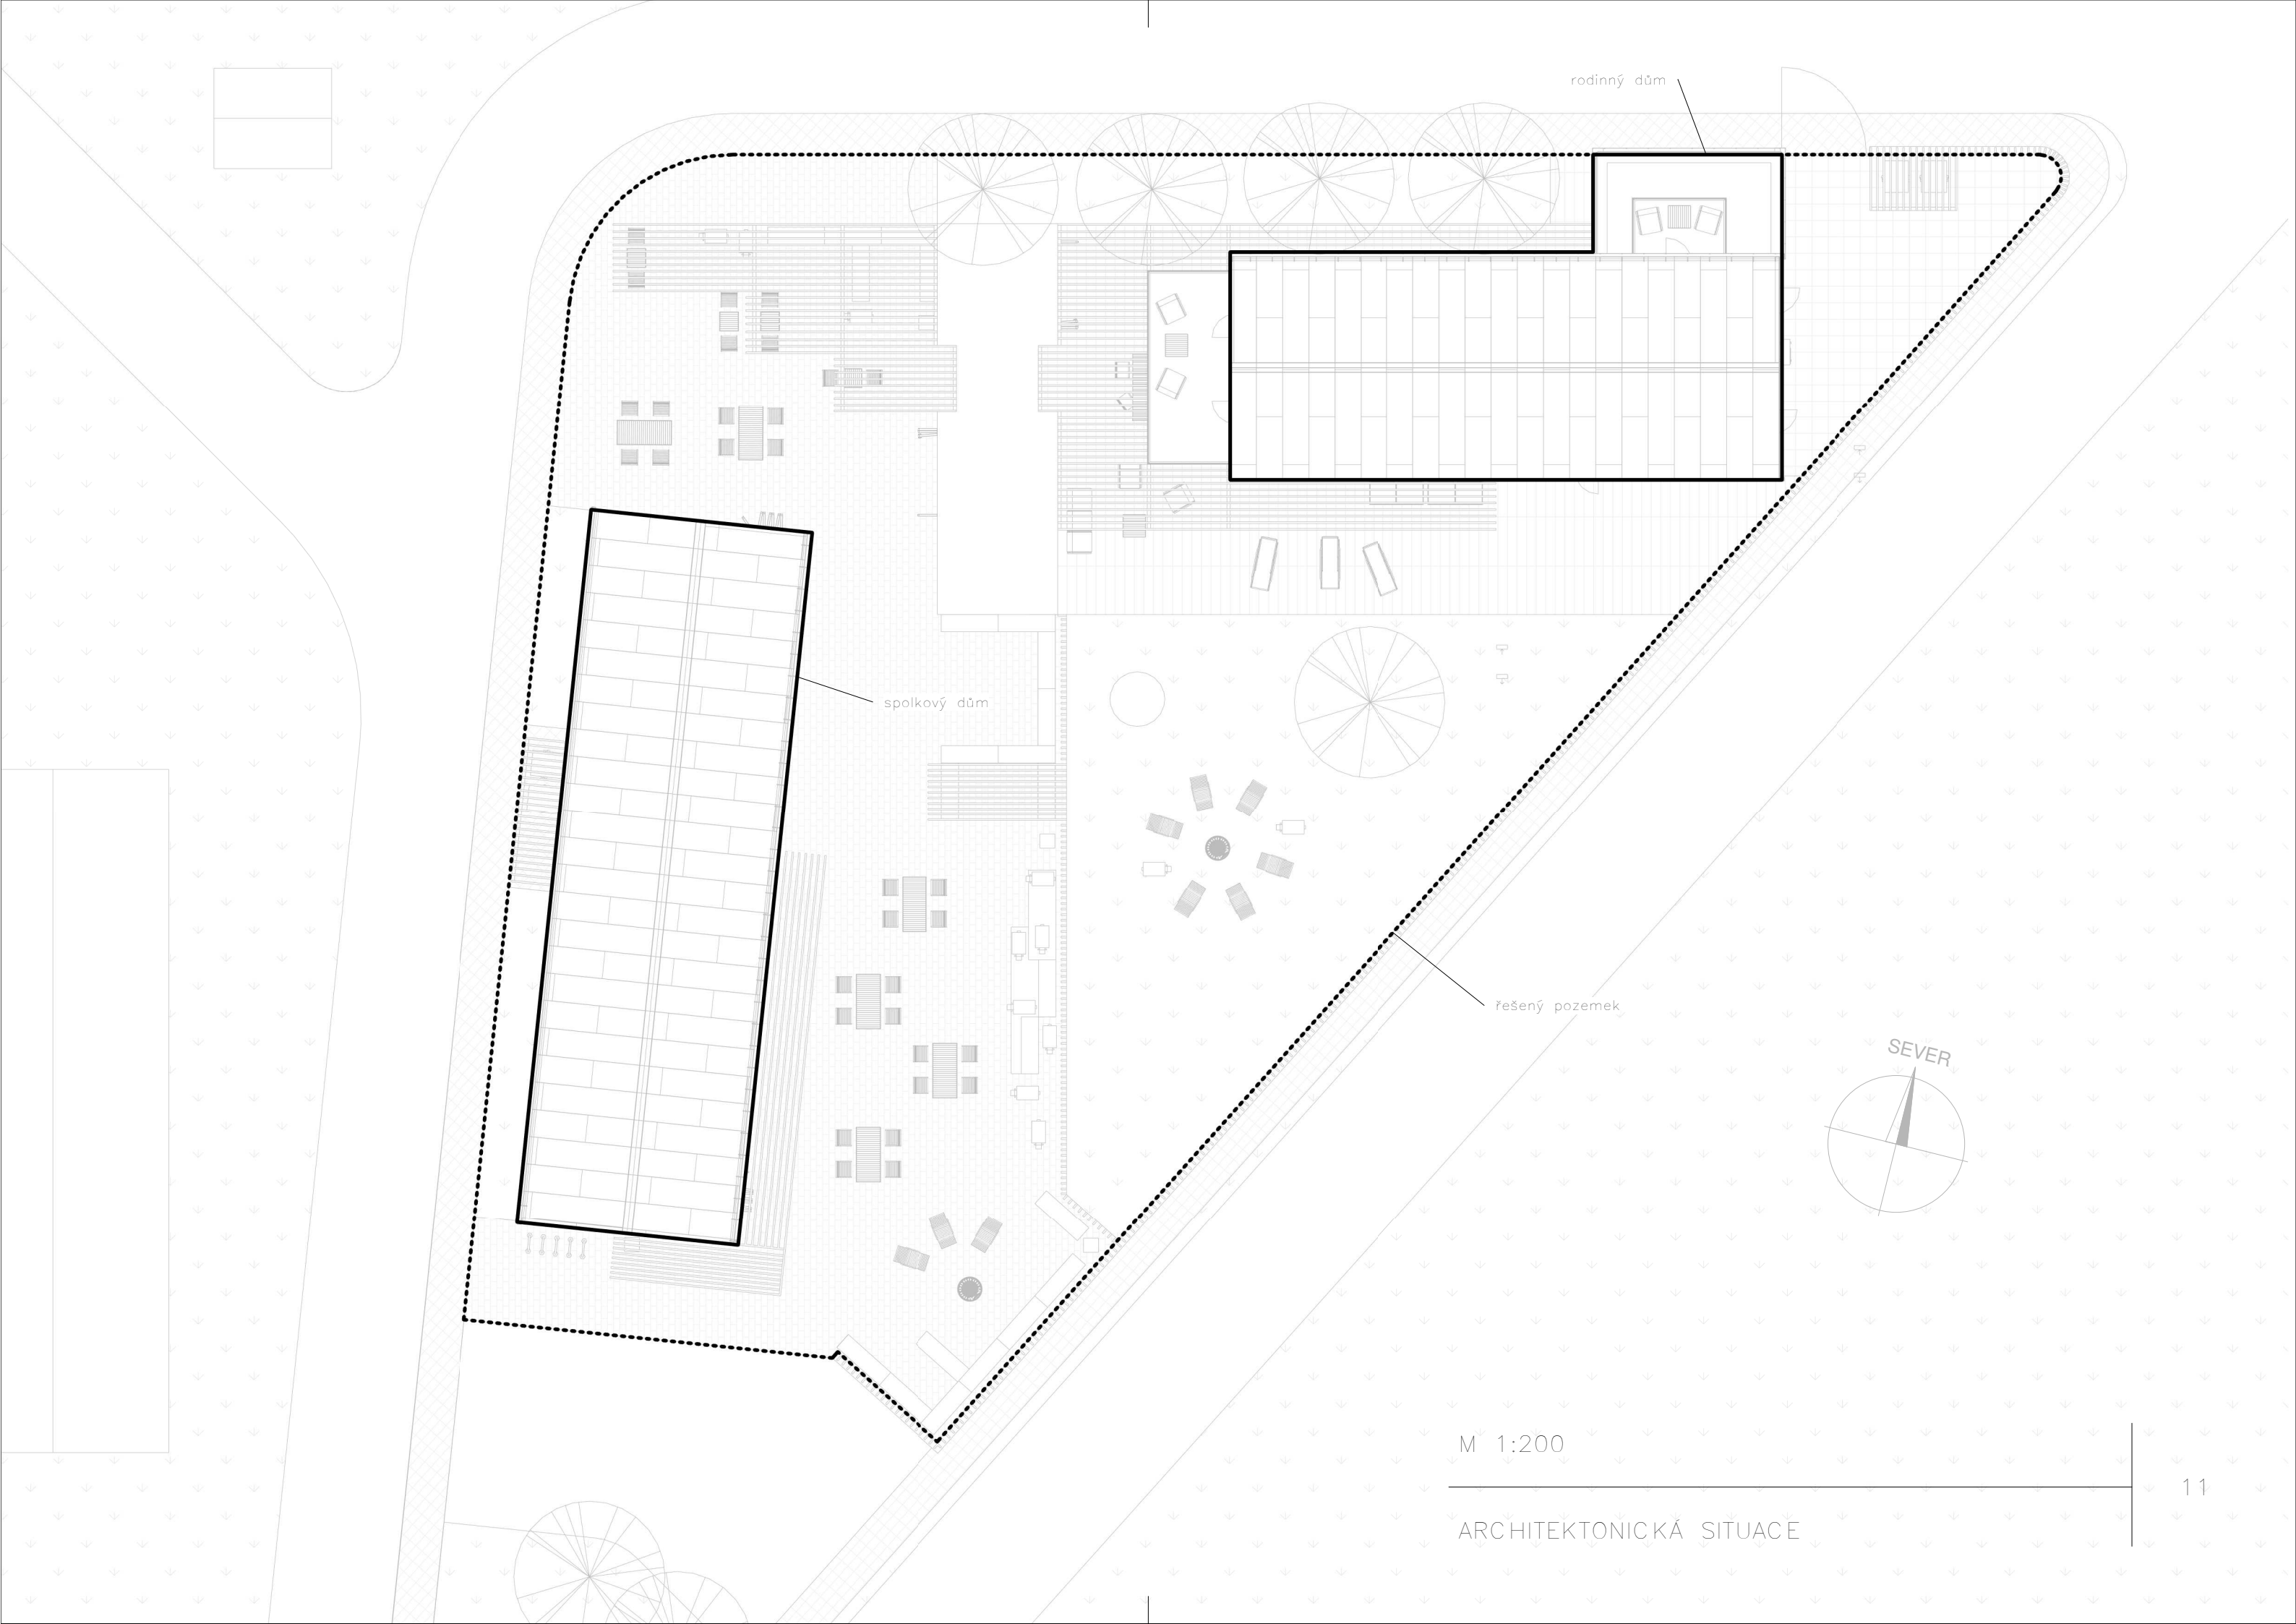 rodinný dům
spolkový dům
řešený pozemek
SEVER
M 1:200
11
ARCHITEKTONICKÁ SITUACE